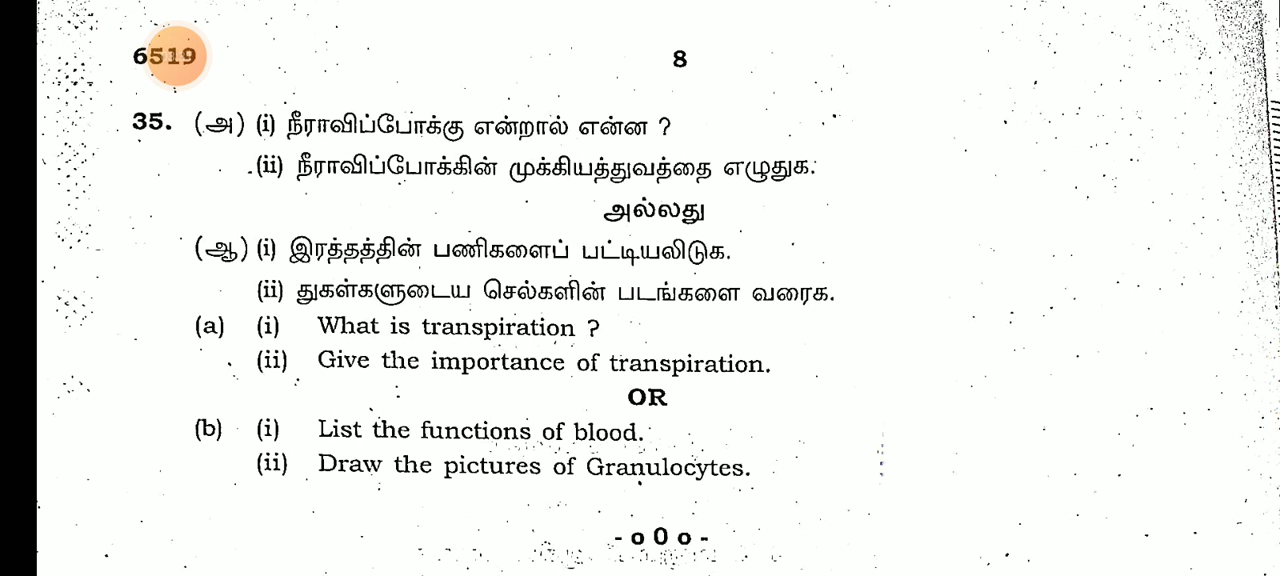 6519
8
35. (அ) (i) நீராவிப்போக்கு என்றால் என்ன ?
(ii) நீராவிப்போக்கின் முக்கியத்துவத்தை எழுதுக.
அல்லது
(ஆ) (i) இரத்தத்தின் பணிகளைப் பட்டியலிடுக.
(ii) துகள்களுடைய செல்களின் படங்களை வரைக.
(a) (i) What is transpiration ?
(ii) Give the importance of transpiration.
OR
(b) (i) List the functions of blood.
(ii) Draw the pictures of Granulocytes.
- o 0 o -